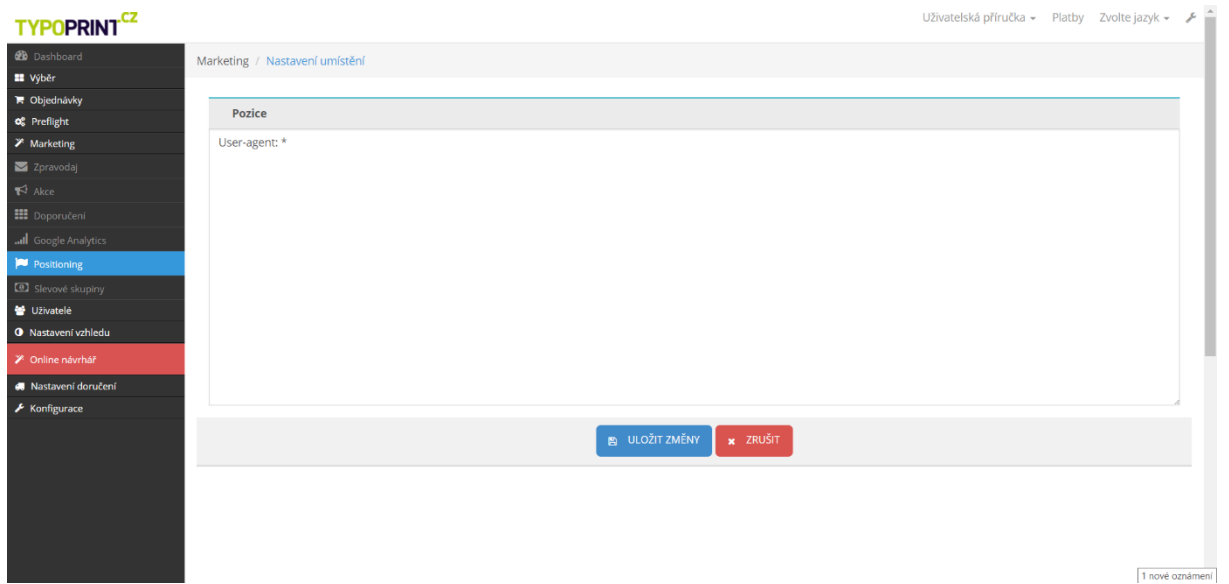 TYPOPRINT.CZ
Uživatelská příručka Platby Zvolte jazyk
Dashboard
Výběr
Objednávky
Preflight
Marketing
Zpravodaj
Akce
Doporučení
Google Analytics
Positioning
Slevové skupiny
Uživatelé
Nastavení vzhledu
Online návrhář
Nastavení doručení
Konfigurace
Marketing / Nastavení umístění
Pozice
User-agent: *
ULOŽIT ZMĚNY
ZRUŠIT
1 nové oznámení